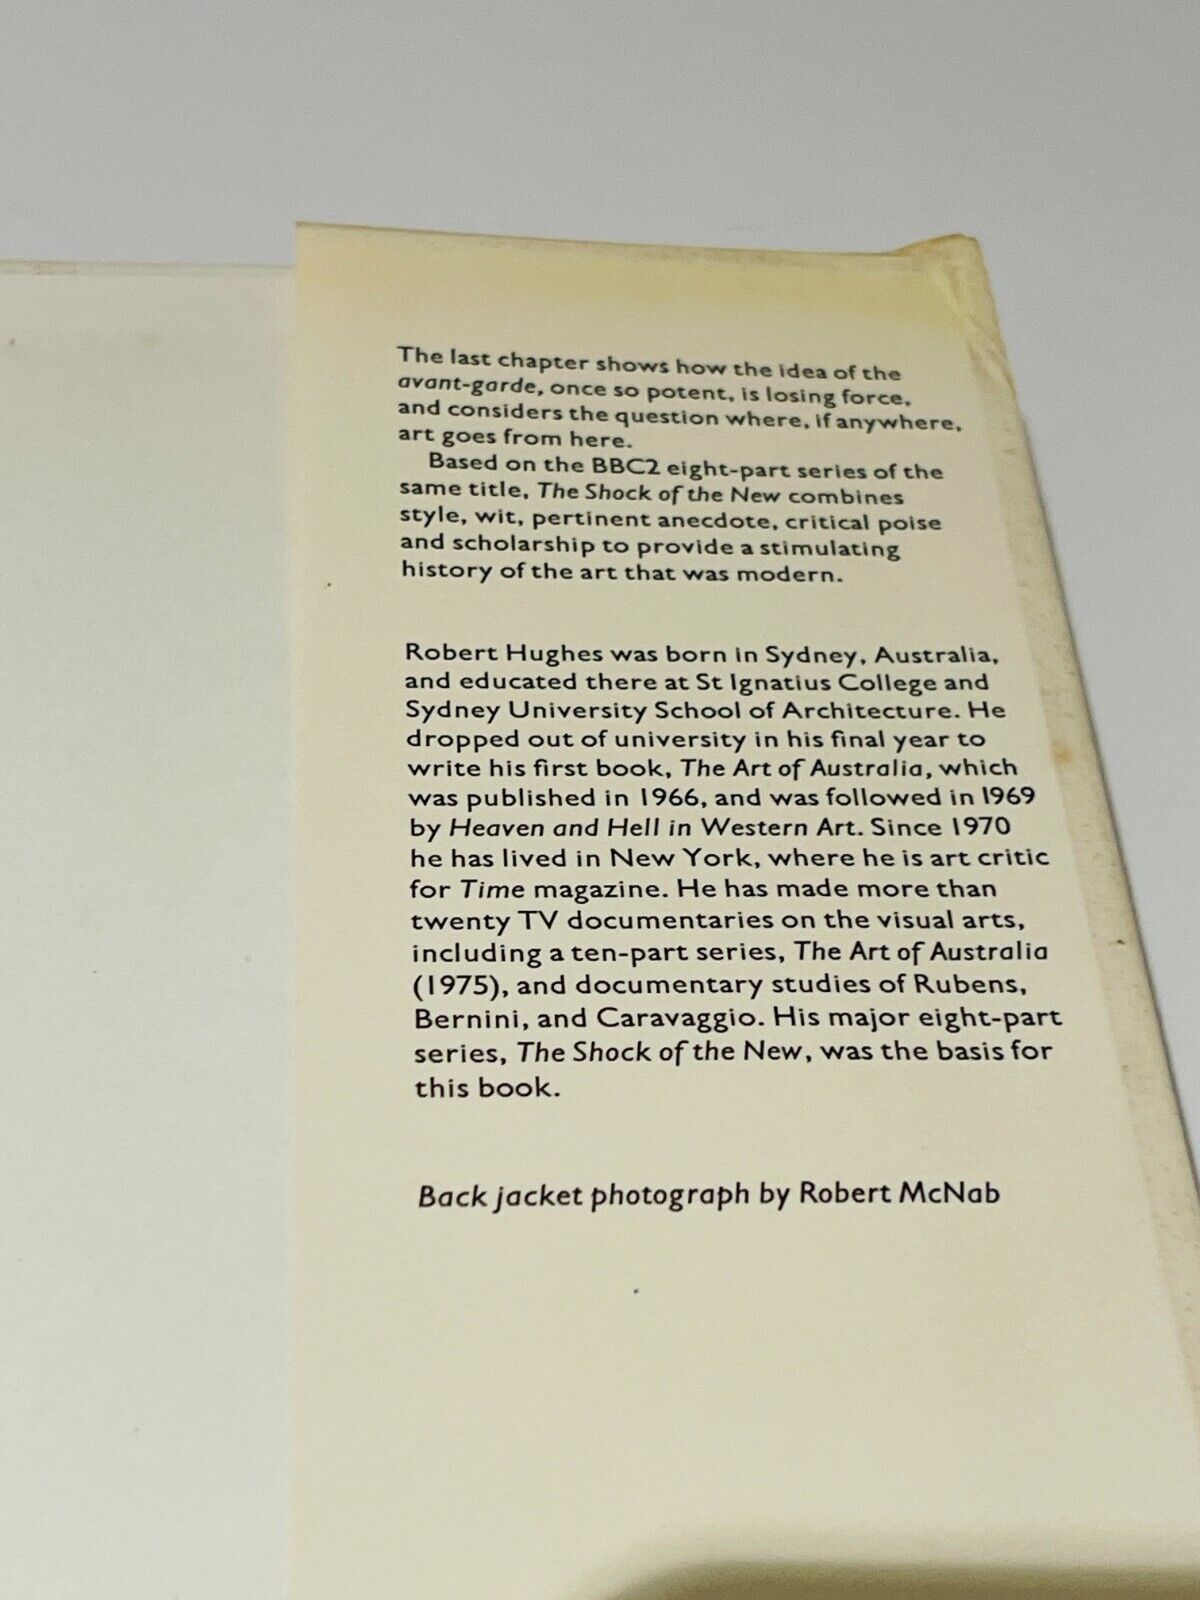 The last chapter shows how the idea of the
avant-garde, once so potent, is losing force,
and considers the question where, if anywhere,
art goes from here.
Based on the BBC2 eight-part series of the
same title, The Shock of the New combines
style, wit, pertinent anecdote, critical poise
and scholarship to provide a stimulating
history of the art that was modern.
Robert Hughes was born in Sydney, Australia,
and educated there at St Ignatius College and
Sydney University School of Architecture. He
dropped out of university in his final year to
write his first book, The Art of Australia, which
was published in 1966, and was followed in 1969
by Heaven and Hell in Western Art. Since 1970
he has lived in New York, where he is art critic
for Time magazine. He has made more than
twenty TV documentaries on the visual arts,
including a ten-part series, The Art of Australia
(1975), and documentary studies of Rubens,
Bernini, and Caravaggio. His major eight-part
series, The Shock of the New, was the basis for
this book.
Back jacket photograph by Robert McNab